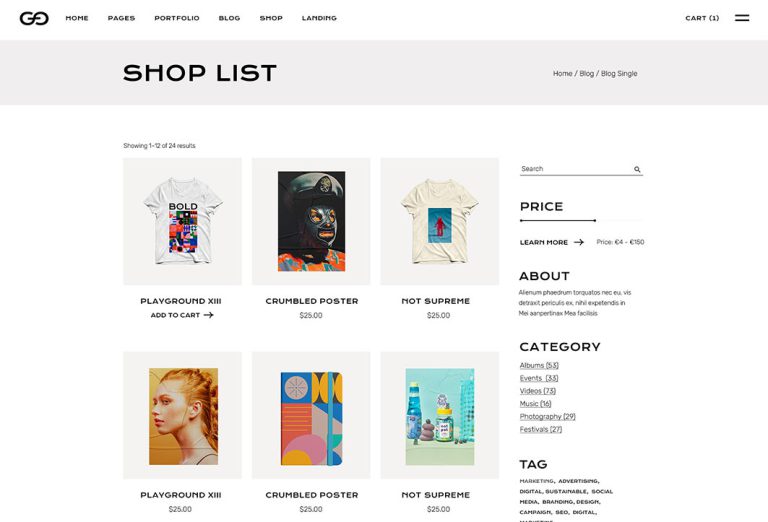 HOME PAGES PORTFOLIO BLOG SHOP LANDING CART (1)
SHOP LIST
Home / Blog / Blog Single
Showing 1–12 of 24 results
BOLD
PLAYGROUND XIII
ADD TO CART
CRUMBLED POSTER
$25.00
NOT SUPREME
$25.00
PLAYGROUND XIII
$25.00
CRUMBLED POSTER
$25.00
NOT SUPREME
$25.00
Search
PRICE
LEARN MORE Price: €4 - €150
ABOUT
Alienum phaedrum torquatos nec eu, vis
detraxit periculis ex, nihil expetendis in
Mei aanpertinax Mea facilisis
CATEGORY
Albums (53)
Events (33)
Videos (73)
Music (16)
Photography (29)
Festivals (27)
TAG
MARKETING, ADVERTISING,
DIGITAL, SUSTAINABLE, SOCIAL
MEDIA, BRANDING, DESIGN,
CAMPAIGN, SEO, DIGITAL,